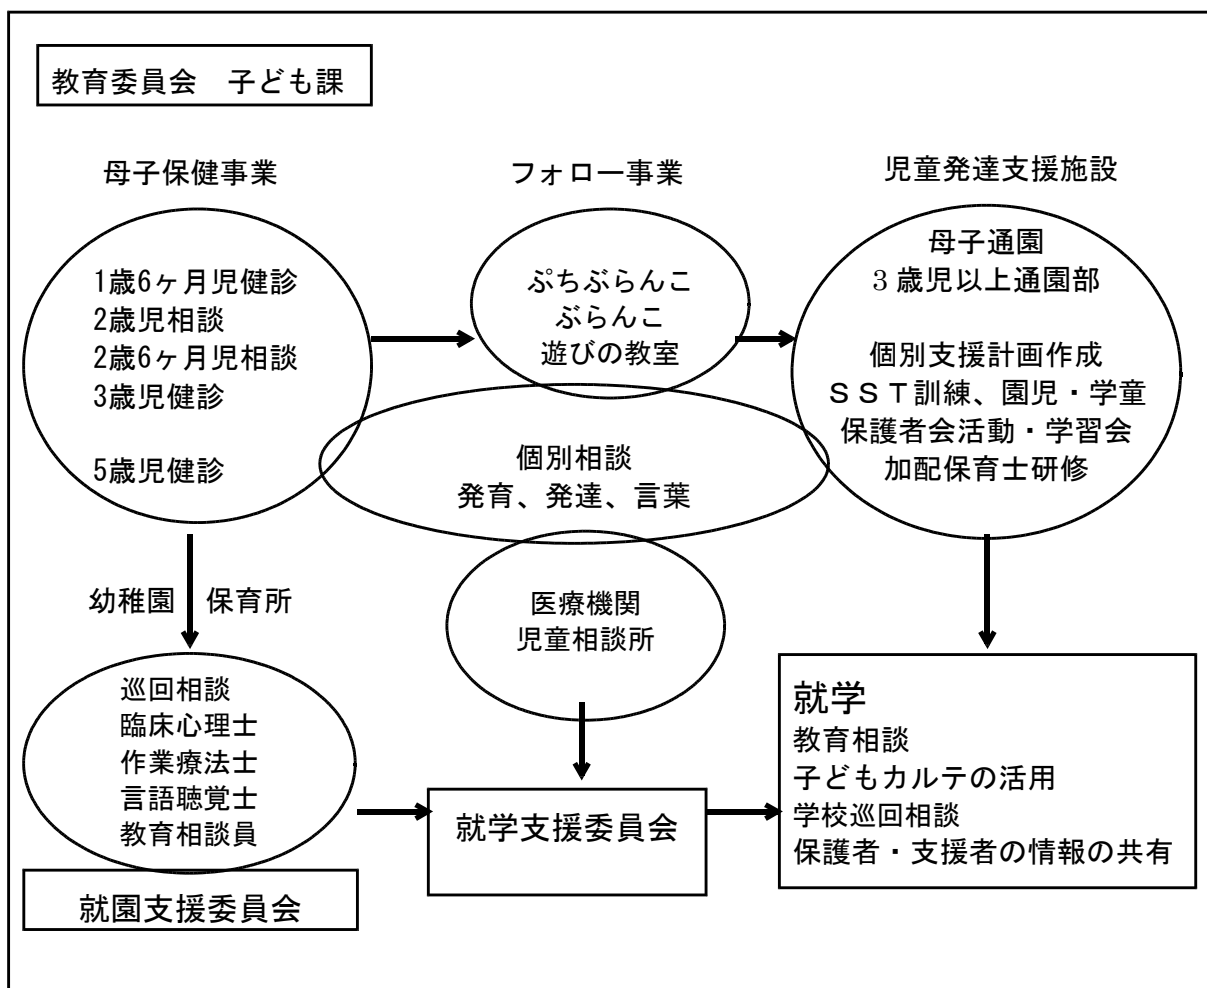 教育委員会　子ども課
母子保健事業
1歳6ヶ月児健診
2歳児相談
2歳6ヶ月児相談
3歳児健診
5歳児健診
フォロー事業
ぷちぶらんこ
ぶらんこ
遊びの教室
児童発達支援施設
母子通園
3歳児以上通園部
個別支援計画作成
ＳＳＴ訓練、園児・学童
保護者会活動・学習会
加配保育士研修
個別相談
発育、発達、言葉
幼稚園　保育所
医療機関
児童相談所
巡回相談
臨床心理士
作業療法士
言語聴覚士
教育相談員
就園支援委員会
就学支援委員会
就学
教育相談
子どもカルテの活用
学校巡回相談
保護者・支援者の情報の共有